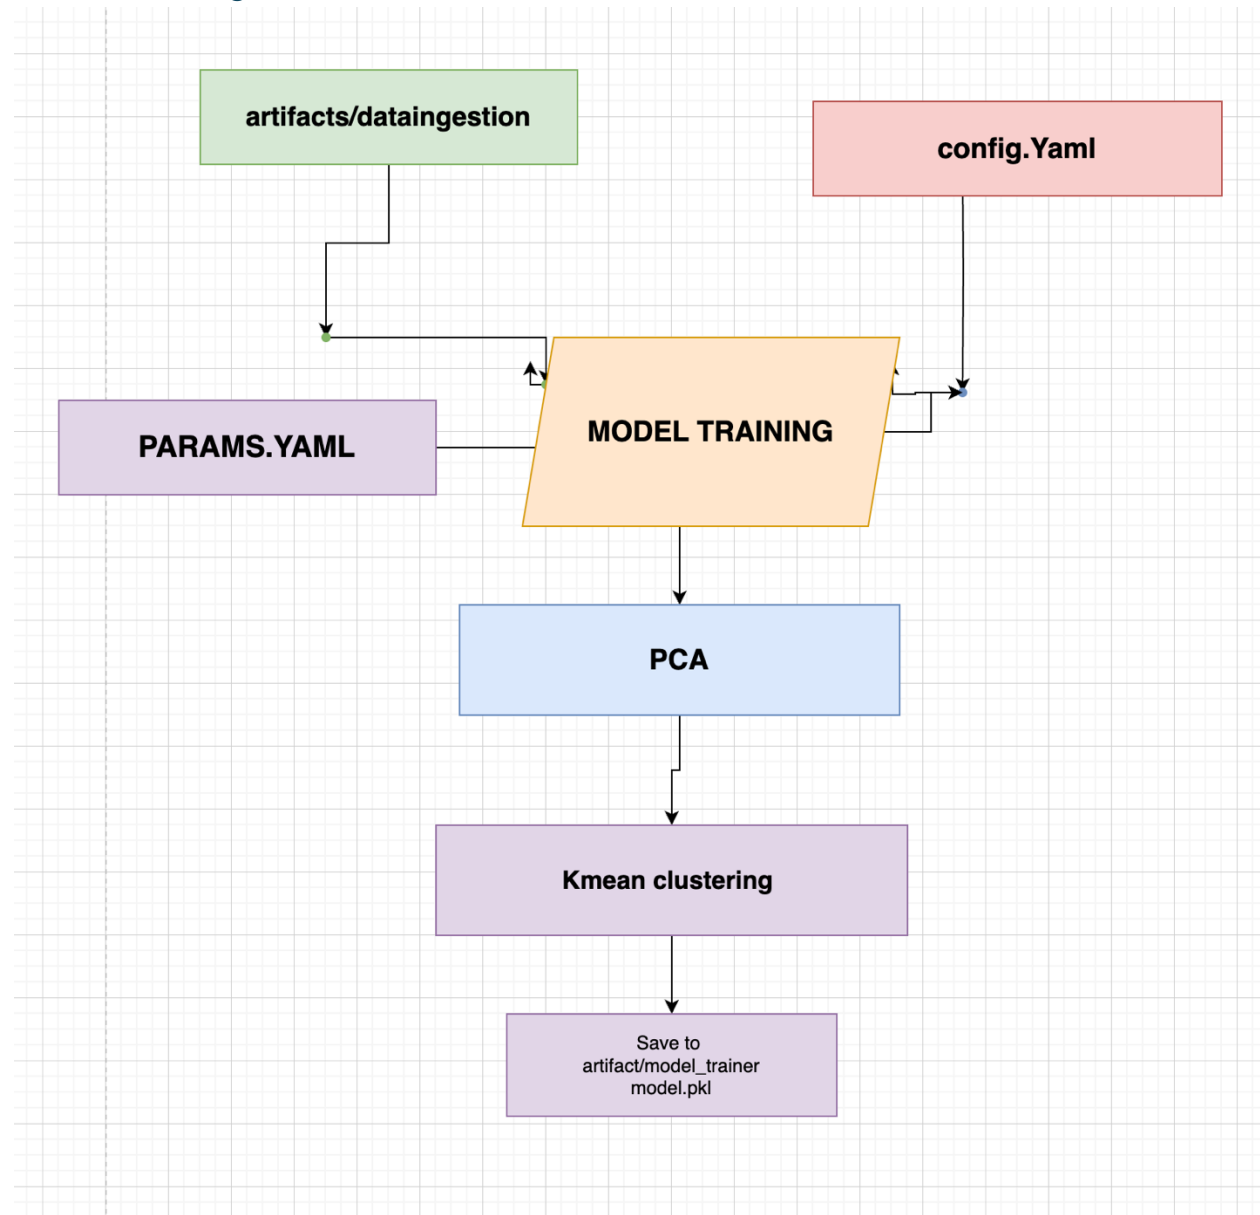 artifacts/dataingestion
config.Yaml
MODEL TRAINING
PARAMS.YAML
PCA
Kmean clustering
Save to
artifact/model_trainer
model.pkl